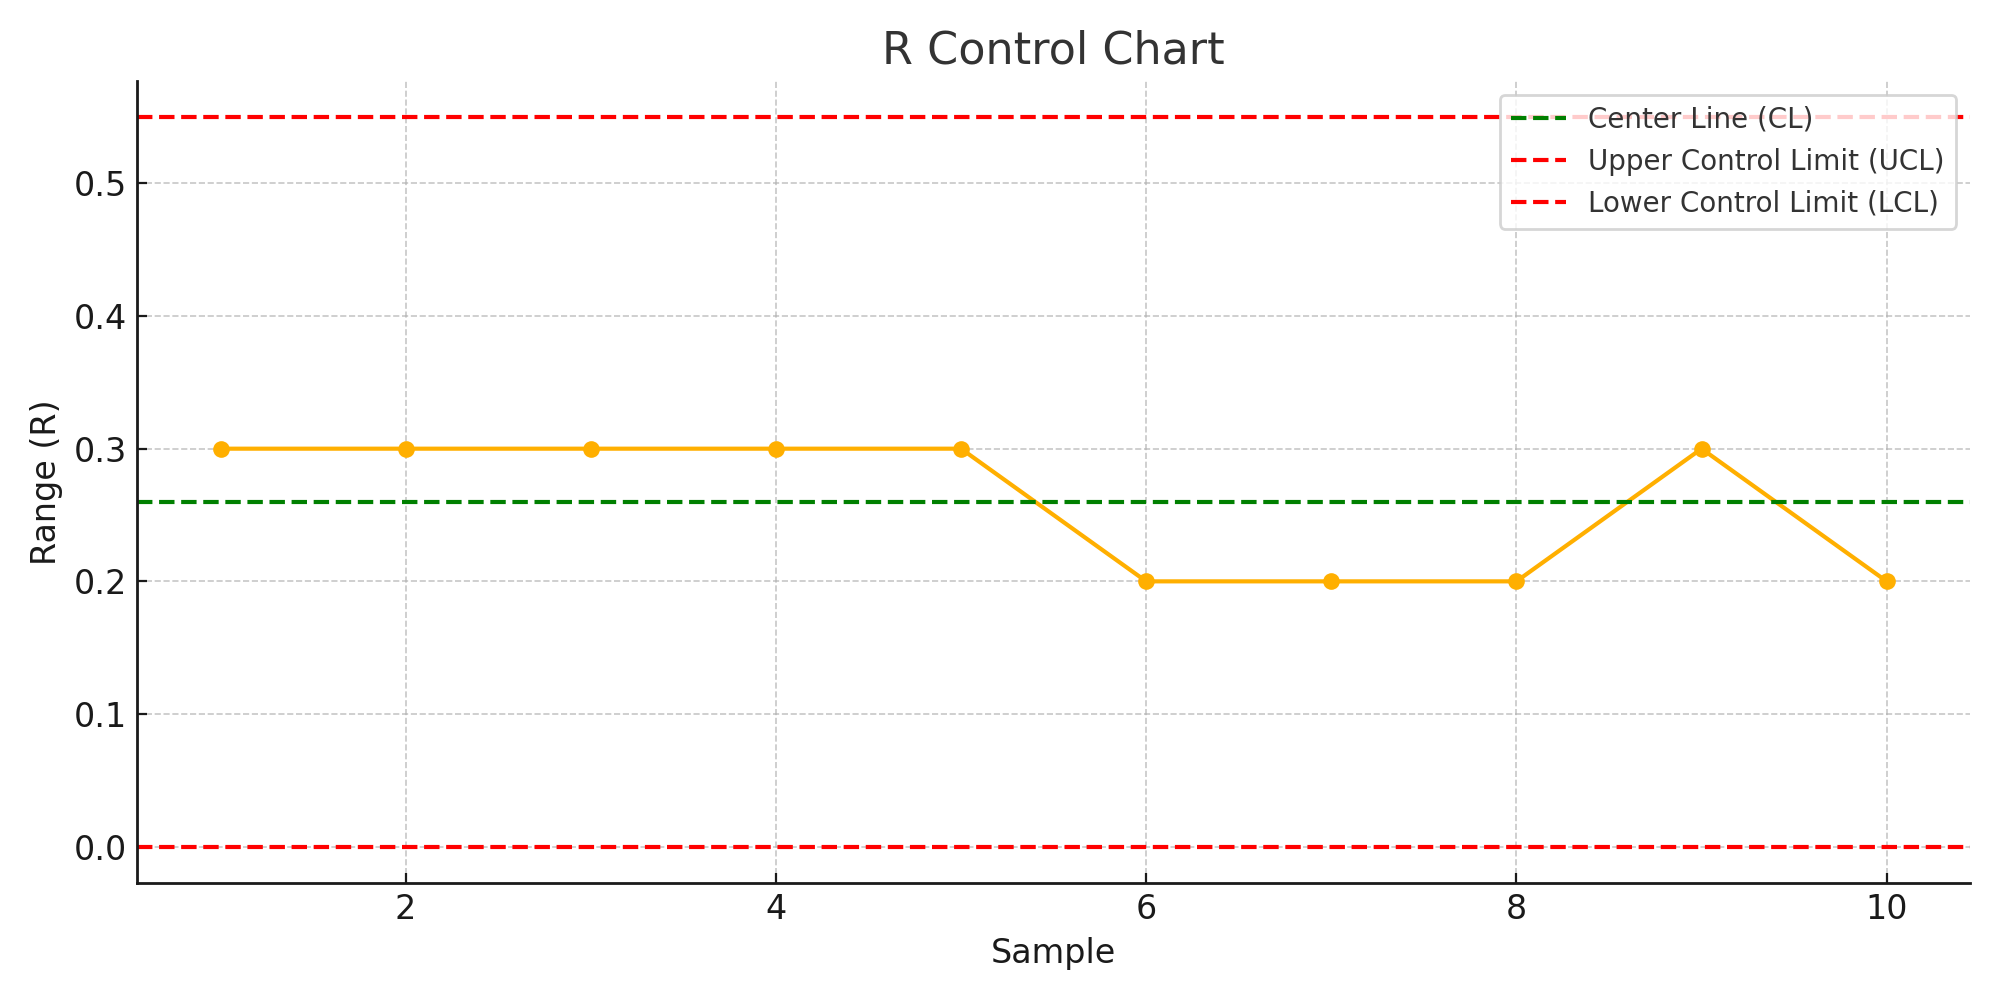 R Control Chart
Center Line (CL)
Upper Control Limit (UCL)
Lower Control Limit (LCL)
Range (R)
0.5
0.4
0.3
0.2
0.1
0.0
2 4 6 8 10
Sample